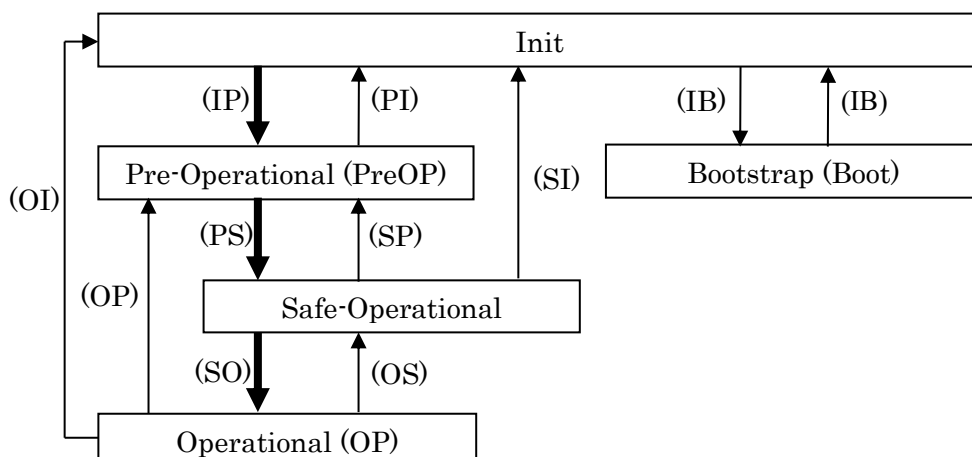 Init
(IP)
(PI)
(IB)
(IB)
Pre-Operational (PreOP)
(SI)
Bootstrap (Boot)
(OI)
(PS)
(SP)
(OP)
Safe-Operational
(SO)
(OS)
Operational (OP)